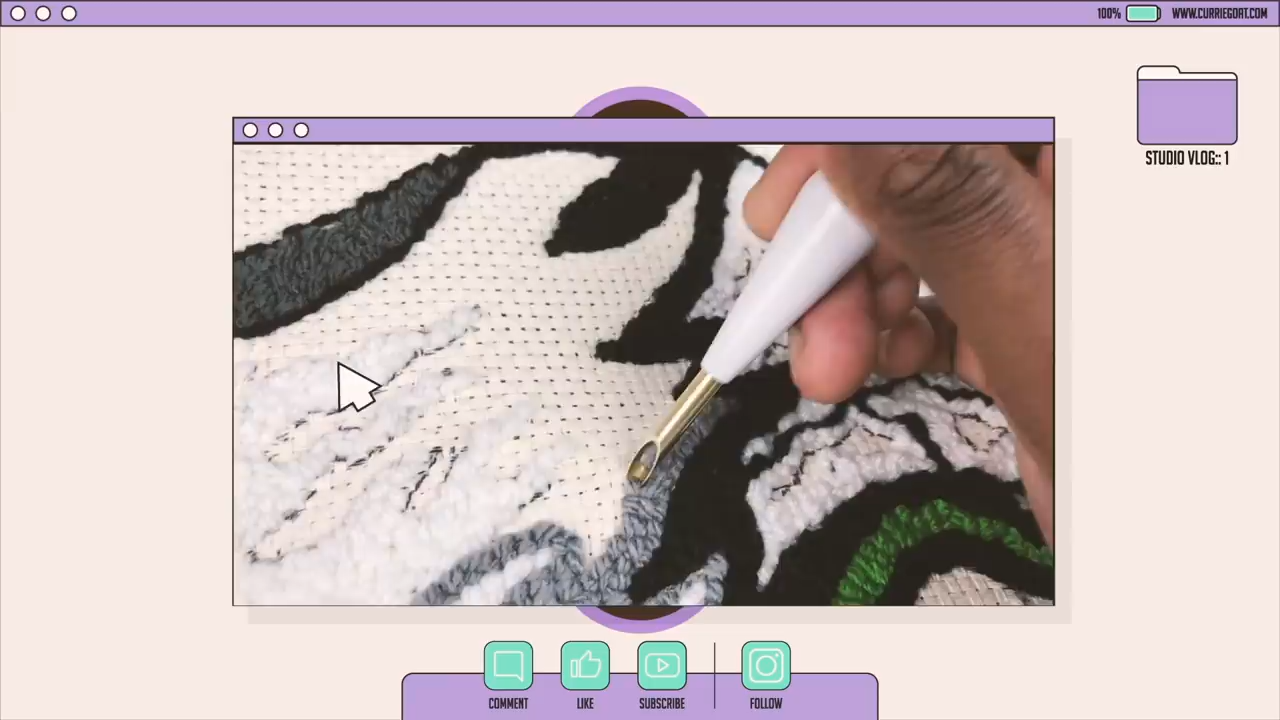 100% WWW.CURRIEGOAT.COM
STUDIO VLOG:: 1
COMMENT LIKE SUBSCRIBE FOLLOW